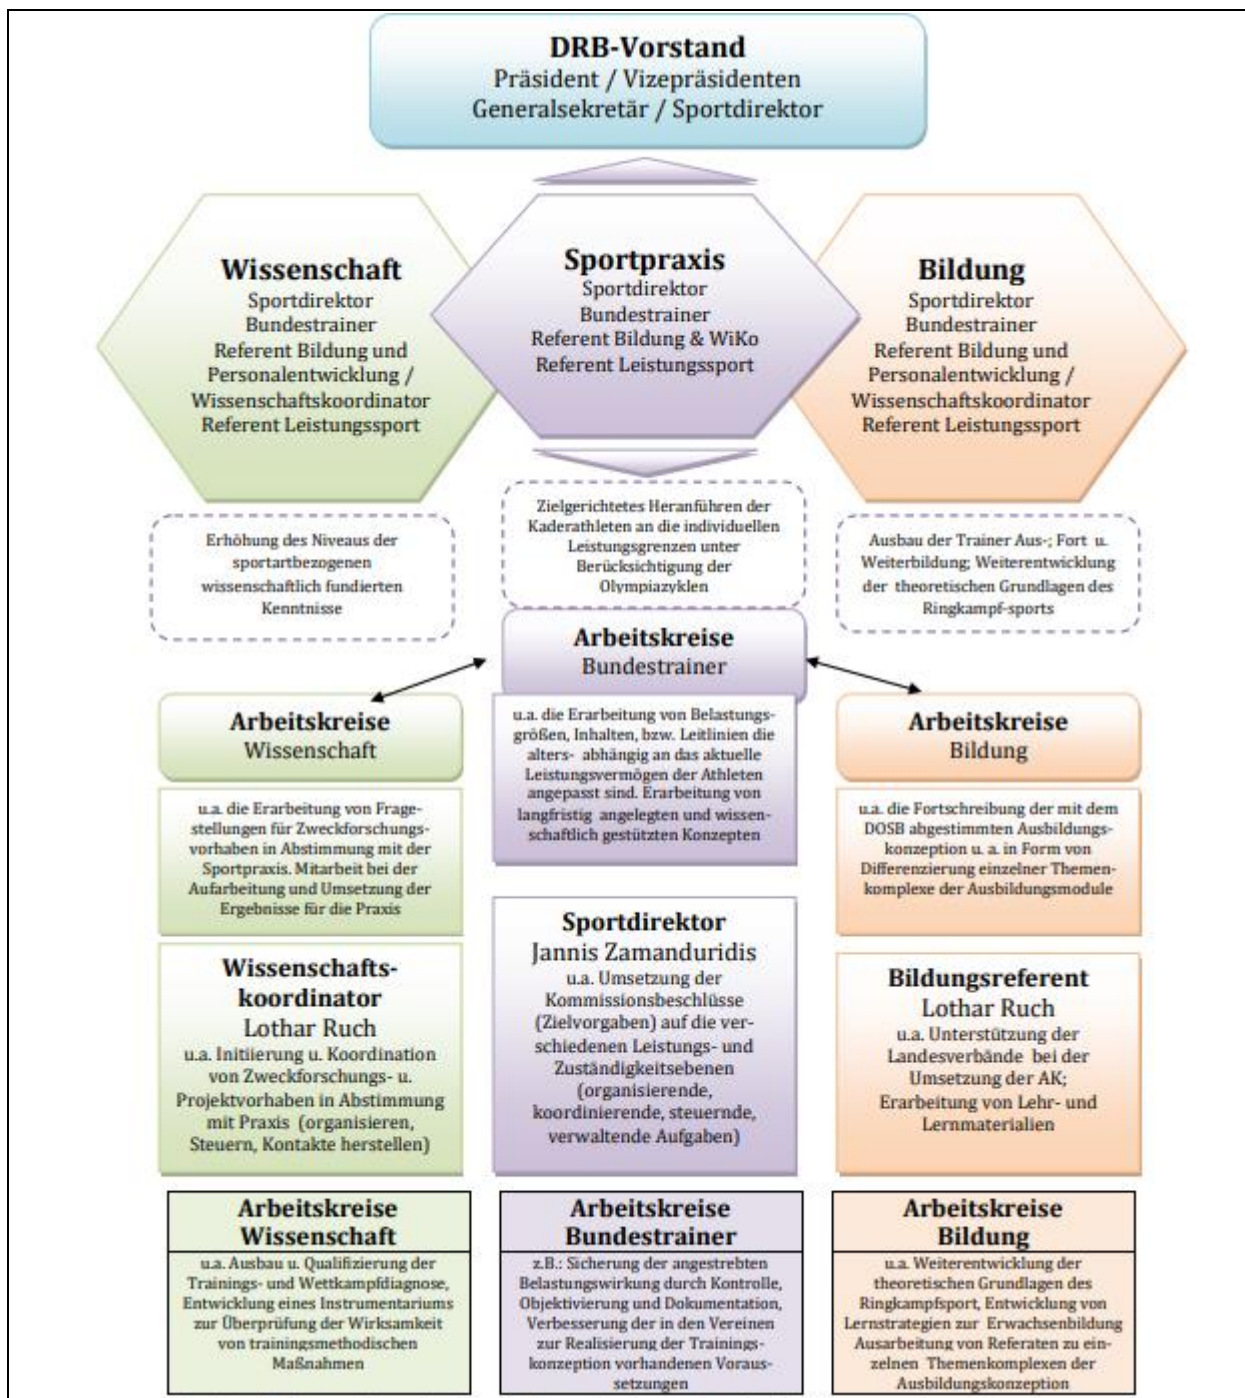 DRB-Vorstand
Präsident / Vizepräsidenten
Generalsekretär / Sportdirektor
Wissenschaft
Sportdirektor
Bundestrainer
Referent Bildung und
Personalentwicklung /
Wissenschaftskoordinator
Referent Leistungssport
Sportpraxis
Sportdirektor
Bundestrainer
Referent Bildung & WiKo
Referent Leistungssport
Bildung
Sportdirektor
Bundestrainer
Referent Bildung und
Personalentwicklung /
Wissenschaftskoordinator
Referent Leistungssport
Erhöhung des Niveaus der
sportartbezogenen
wissenschaftlich fundierten
Kenntnisse
Zielgerichtetes Heranführen der
Kaderathleten an die individuellen
Leistungsgrenzen unter
Berücksichtigung der
Olympiazyklen
Ausbau der Trainer Aus-; Fort u.
Weiterbildung; Weiterentwicklung
der theoretischen Grundlagen des
Ringkampf-sports
Arbeitskreise
Wissenschaft
u.a. die Erarbeitung von Frage-
stellungen für Zweckforschungs-
vorhaben in Abstimmung mit der
Sportpraxis. Mitarbeit bei der
Aufarbeitung und Umsetzung der
Ergebnisse für die Praxis
Arbeitskreise
Bundestrainer
u.a. die Erarbeitung von Belastungs-
größen, Inhalten, bzw. Leitlinien die
alters- abhängig an das aktuelle
Leistungsvermögen der Athleten
angepasst sind. Erarbeitung von
langfristig angelegten und wissen-
schaftlich gestützten Konzepten
Arbeitskreise
Bildung
u.a. die Fortschreibung der mit dem
DOSB abgestimmten Ausbildungs-
konzeption u. a. in Form von
Differenzierung einzelner Themen-
komplexe der Ausbildungsmodule
Wissenschafts-
koordinator
Lothar Ruch
u.a. Initiierung u. Koordination
von Zweckforschungs- u.
Projektvorhaben in Abstimmung
mit Praxis (organisieren,
Steuern, Kontakte herstellen)
Sportdirektor
Jannis Zamanduridis
u.a. Umsetzung der
Kommissionsbeschlüsse
(Zielvorgaben) auf die ver-
schiedenen Leistungs- und
Zuständigkeitsebenen
(organisierende,
koordinierende, steuernde,
verwaltende Aufgaben)
Bildungsreferent
Lothar Ruch
u.a. Unterstützung der
Landesverbände bei der
Umsetzung der AK;
Erarbeitung von Lehr- und
Lernmaterialien
Arbeitskreise
Wissenschaft
u.a. Ausbau u. Qualifizierung der
Trainings- und Wettkampfdiagnose,
Entwicklung eines Instrumentariums
zur Überprüfung der Wirksamkeit
von trainingsmethodischen
Maßnahmen
Arbeitskreise
Bundestrainer
z.B.: Sicherung der angestrebten
Belastungswirkung durch Kontrolle,
Objektivierung und Dokumentation,
Verbesserung der in den Vereinen
zur Realisierung der Trainings-
konzeption vorhandenen Voraus-
setzungen
Arbeitskreise
Bildung
u.a. Weiterentwicklung der
theoretischen Grundlagen des
Ringkampfsport, Entwicklung von
Lernstrategien zur Erwachsenbildung
Ausarbeitung von Referaten zu ein-
zelnen Themenkomplexen der
Ausbildungskonzeption